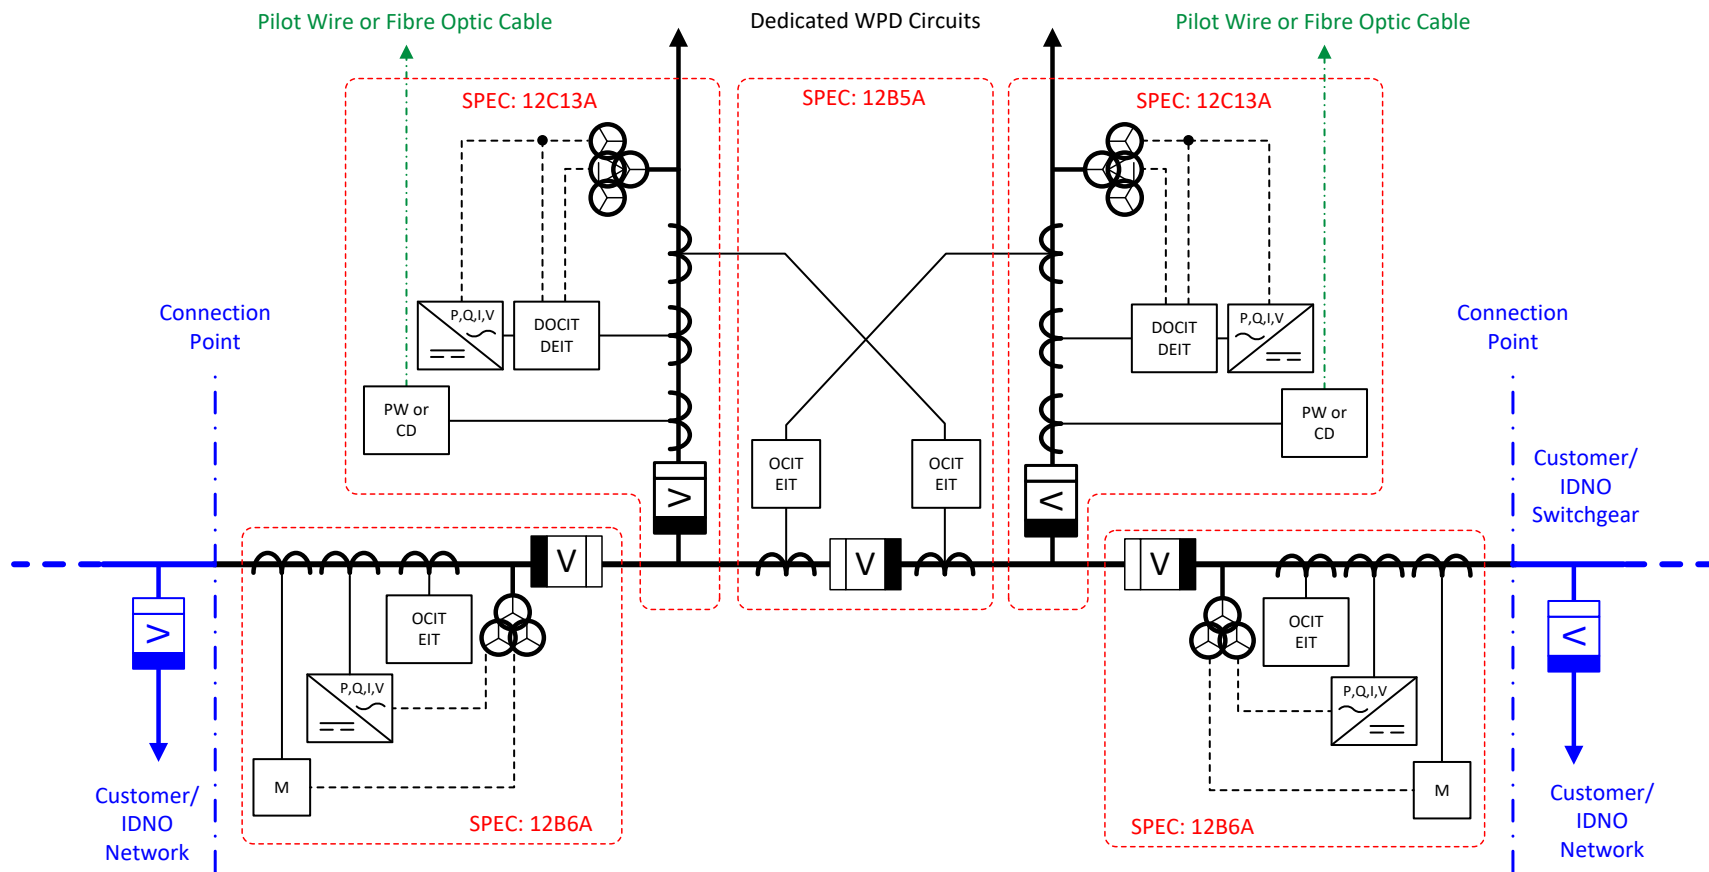 Pilot Wire or Fibre Optic Cable
Dedicated WPD Circuits
Pilot Wire or Fibre Optic Cable
SPEC: 12C13A
SPEC: 12B5A
SPEC: 12C13A
P,Q,I,V
DOCIT
DEIT
DOCIT
DEIT
P,Q,I,V
Connection
Point
Connection
Point
PW or
CD
PW or
CD
OCIT
EIT
OCIT
EIT
Customer/
IDNO
Switchgear
V
V
V
V
V
V
V
OCIT
EIT
OCIT
EIT
P,Q,I,V
P,Q,I,V
M
M
Customer/
IDNO
Network
SPEC: 12B6A
SPEC: 12B6A
Customer/
IDNO
Network